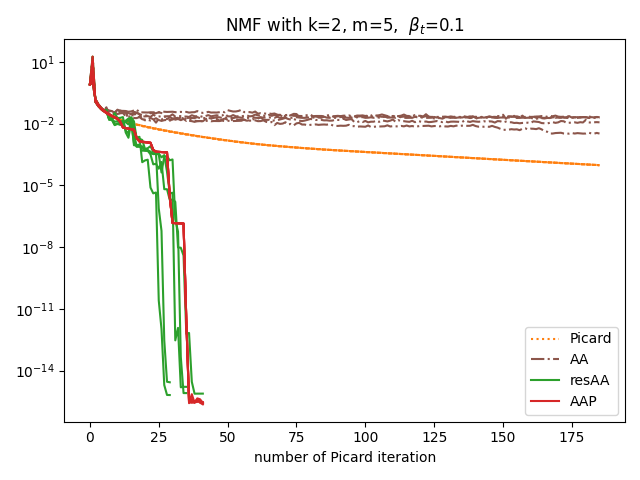 NMF with k=2, m=5, $\beta_t$=0.1
10^1
10^{-2}
10^{-5}
10^{-8}
10^{-11}
10^{-14}
0 25 50 75 100 125 150 175
number of Picard iteration
Picard
AA
resAA
AAP